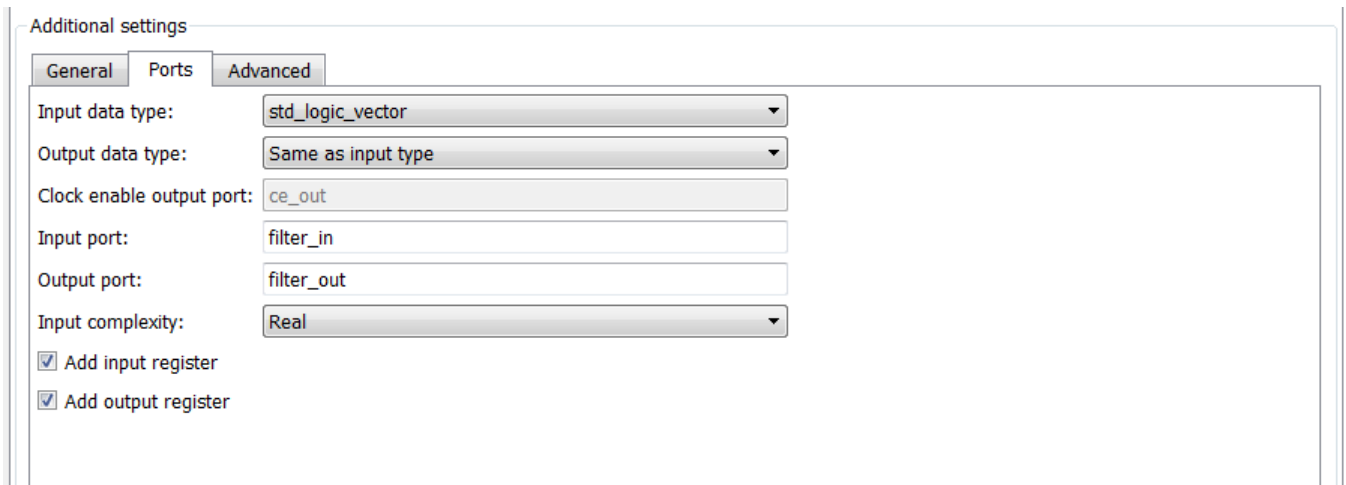 Additional settings
General Ports Advanced
Input data type: std_logic_vector
Output data type: Same as input type
Clock enable output port: ce_out
Input port: filter_in
Output port: filter_out
Input complexity: Real
Add input register
Add output register